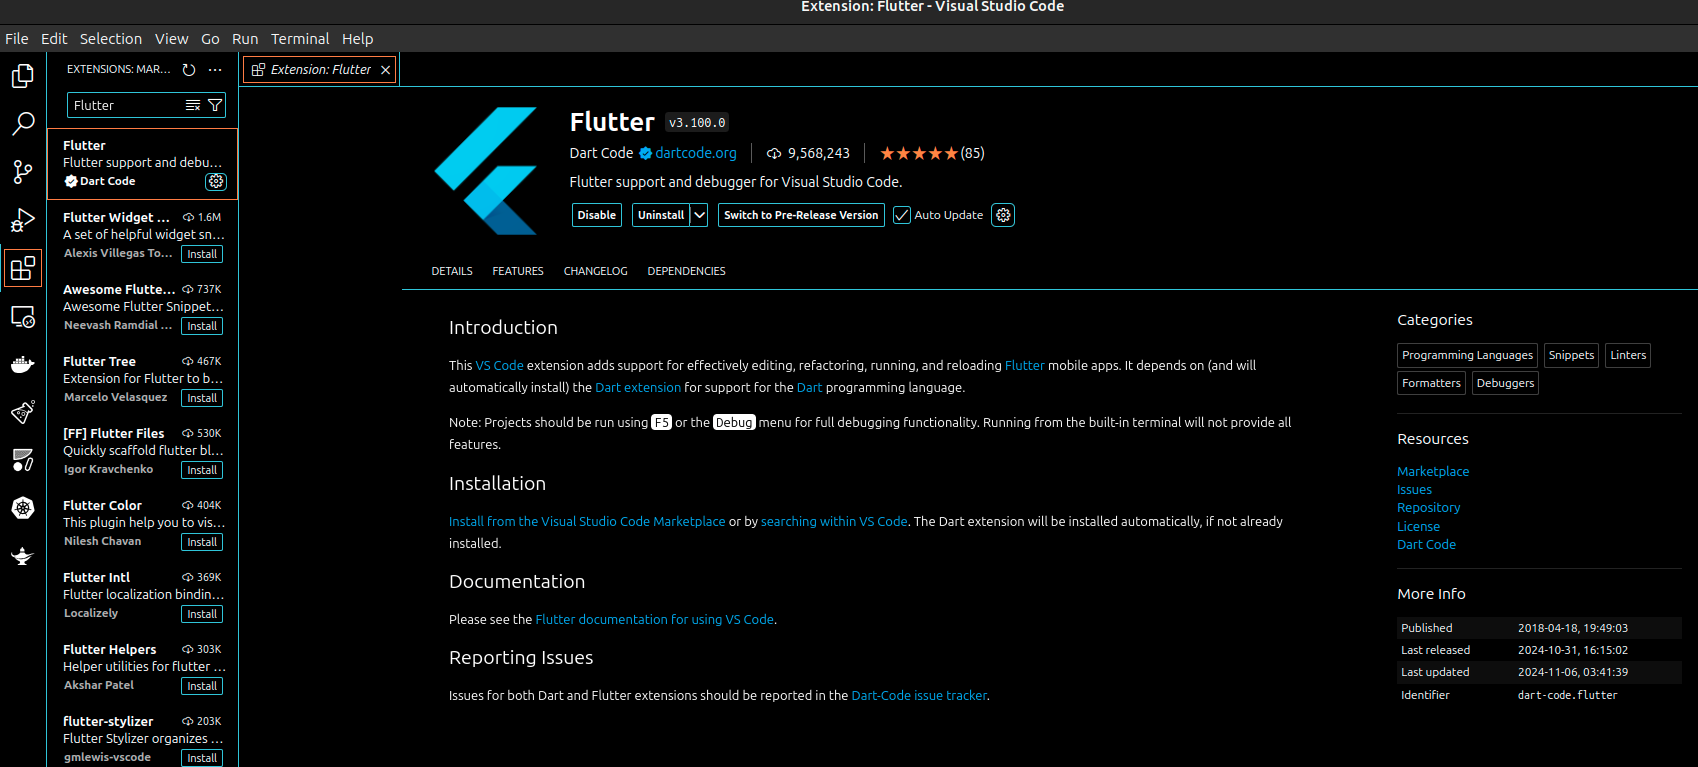 Extension: Flutter - Visual Studio Code
File Edit Selection View Go Run Terminal Help
EXTENSIONS: MAR...
Flutter
Flutter
Flutter support and debu...
Dart Code
Flutter Widget ... 1.6M
A set of helpful widget sn...
Alexis Villegas To... Install
Awesome Flutte... 737K
Awesome Flutter Snippet...
Neevash Ramdial ... Install
Flutter Tree 467K
Extension for Flutter to b...
Marcelo Velasquez Install
[FF] Flutter Files 530K
Quickly scaffold flutter bl...
Igor Kravchenko Install
Flutter Color 404K
This plugin help you to vis...
Nilesh Chavan Install
Flutter Intl 369K
Flutter localization bindin...
Localizely Install
Flutter Helpers 303K
Helper utilities for flutter ...
Akshar Patel Install
flutter-stylizer 203K
Flutter Stylizer organizes ...
gmlewis-vscode Install
Extension: Flutter
Flutter v3.100.0
Dart Code dartcode.org 9,568,243 (85)
Flutter support and debugger for Visual Studio Code.
Disable Uninstall Switch to Pre-Release Version Auto Update
DETAILS FEATURES CHANGELOG DEPENDENCIES
Introduction
This VS Code extension adds support for effectively editing, refactoring, running, and reloading Flutter mobile apps. It depends on (and will
automatically install) the Dart extension for support for the Dart programming language.
Note: Projects should be run using F5 or the Debug menu for full debugging functionality. Running from the built-in terminal will not provide all
features.
Installation
Install from the Visual Studio Code Marketplace or by searching within VS Code. The Dart extension will be installed automatically, if not already
installed.
Documentation
Please see the Flutter documentation for using VS Code.
Reporting Issues
Issues for both Dart and Flutter extensions should be reported in the Dart-Code issue tracker.
Categories
Programming Languages Snippets Linters
Formatters Debuggers
Resources
Marketplace
Issues
Repository
License
Dart Code
More Info
Published 2018-04-18, 19:49:03
Last released 2024-10-31, 16:15:02
Last updated 2024-11-06, 03:41:39
Identifier dart-code.flutter